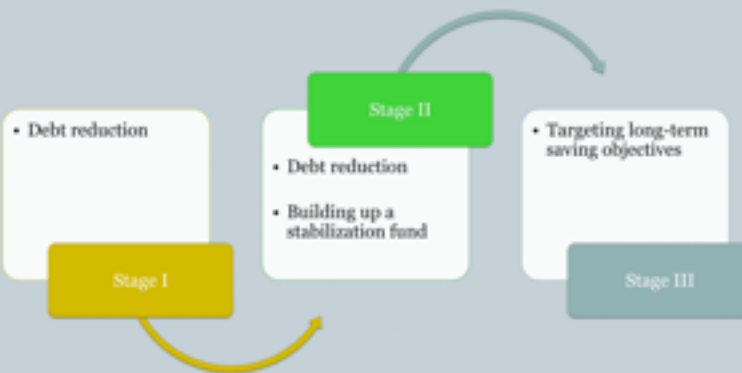 • Debt reduction
Stage I
Stage II
• Debt reduction
• Building up a
stabilization fund
• Targeting long-term
saving objectives
Stage III